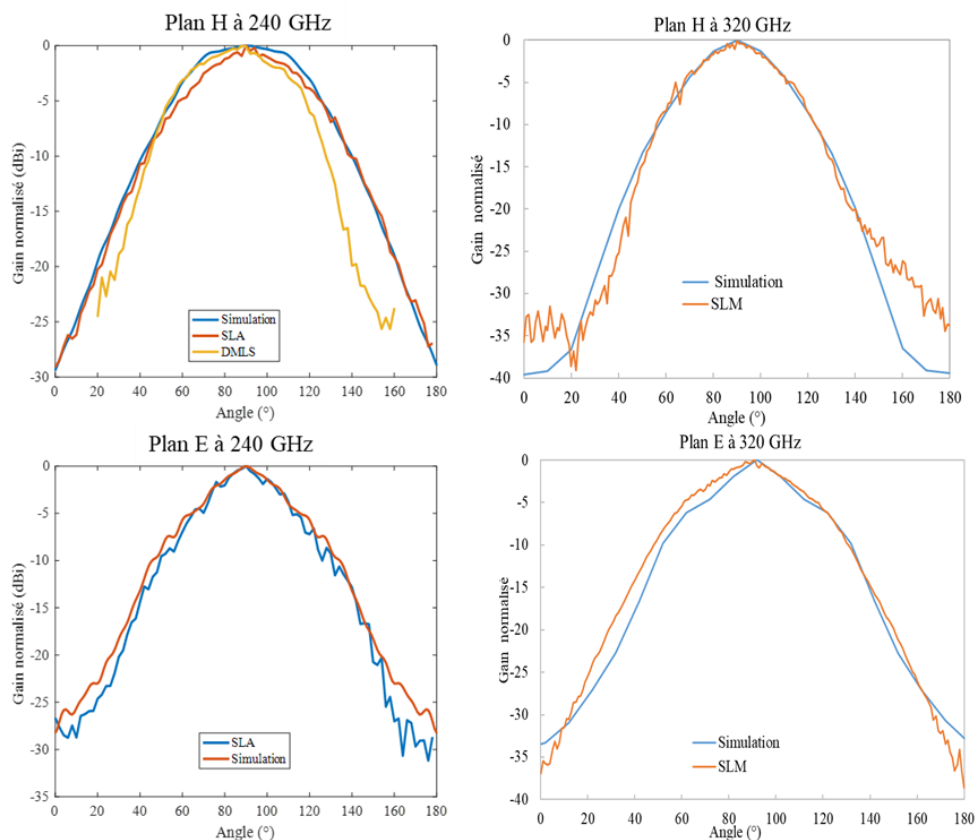 Plan H à 240 GHz
0
-5
-10
-15
-20
-25
-30
Gain normalisé (dBi)
Simulation
SLA
DMLS
0 20 40 60 80 100 120 140 160 180
Angle (°)
Plan H à 320 GHz
0
-5
-10
-15
-20
-25
-30
-35
-40
Gain normalisé
Simulation
SLM
0 20 40 60 80 100 120 140 160 180
Angle (°)
Plan E à 240 GHz
0
-5
-10
-15
-20
-25
-30
-35
Gain normalisé (dBi)
SLA
Simulation
0 20 40 60 80 100 120 140 160 180
Angle (°)
Plan E à 320 GHz
0
-5
-10
-15
-20
-25
-30
-35
-40
Gain normalisé
Simulation
SLM
0 20 40 60 80 100 120 140 160 180
Angle (°)